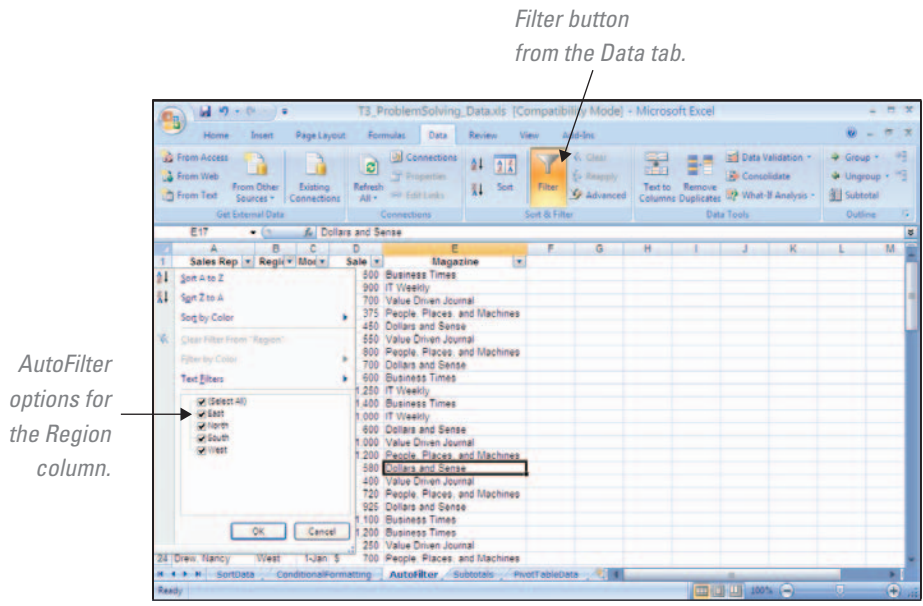 Filter button
from the Data tab.
T3_ProblemSolving_Data.xls [Compatibility Mode] - Microsoft Excel
Home Insert Page Layout Formulas Data Review View Add-Ins
From Access
From Web
From Text
From Other Sources
Existing Connections
Get External Data
Refresh All
Connections
Properties
Edit Links
Connections
Sort
Filter
Clear
Reapply
Advanced
Sort & Filter
Text to Columns
Remove Duplicates
Data Validation
Consolidate
What-If Analysis
Data Tools
Group
Ungroup
Subtotal
Outline
E17 fx Dollars and Sense
A B C D E F G H I J K L M
1 Sales Rep Regi Mo Sale Magazine
Sort A to Z
Sort Z to A
Sort by Color
Clear Filter From "Region"
Filter by Color
Text Filters
(Select All)
East
North
South
West
OK Cancel
500 Business Times
900 IT Weekly
700 Value Driven Journal
375 People, Places, and Machines
450 Dollars and Sense
550 Value Driven Journal
800 People, Places, and Machines
700 Dollars and Sense
600 Business Times
1,250 IT Weekly
1,400 Business Times
1,000 IT Weekly
600 Dollars and Sense
1,000 Value Driven Journal
1,200 People, Places, and Machines
580 Dollars and Sense
400 Value Driven Journal
720 People, Places, and Machines
925 Dollars and Sense
1,100 Business Times
1,200 Business Times
250 Value Driven Journal
24 Drew, Nancy West 1-Jan $ 700 People, Places, and Machines
SortData ConditionalFormatting AutoFilter Subtotals PivotTableData
Ready 100%
AutoFilter
options for
the Region
column.